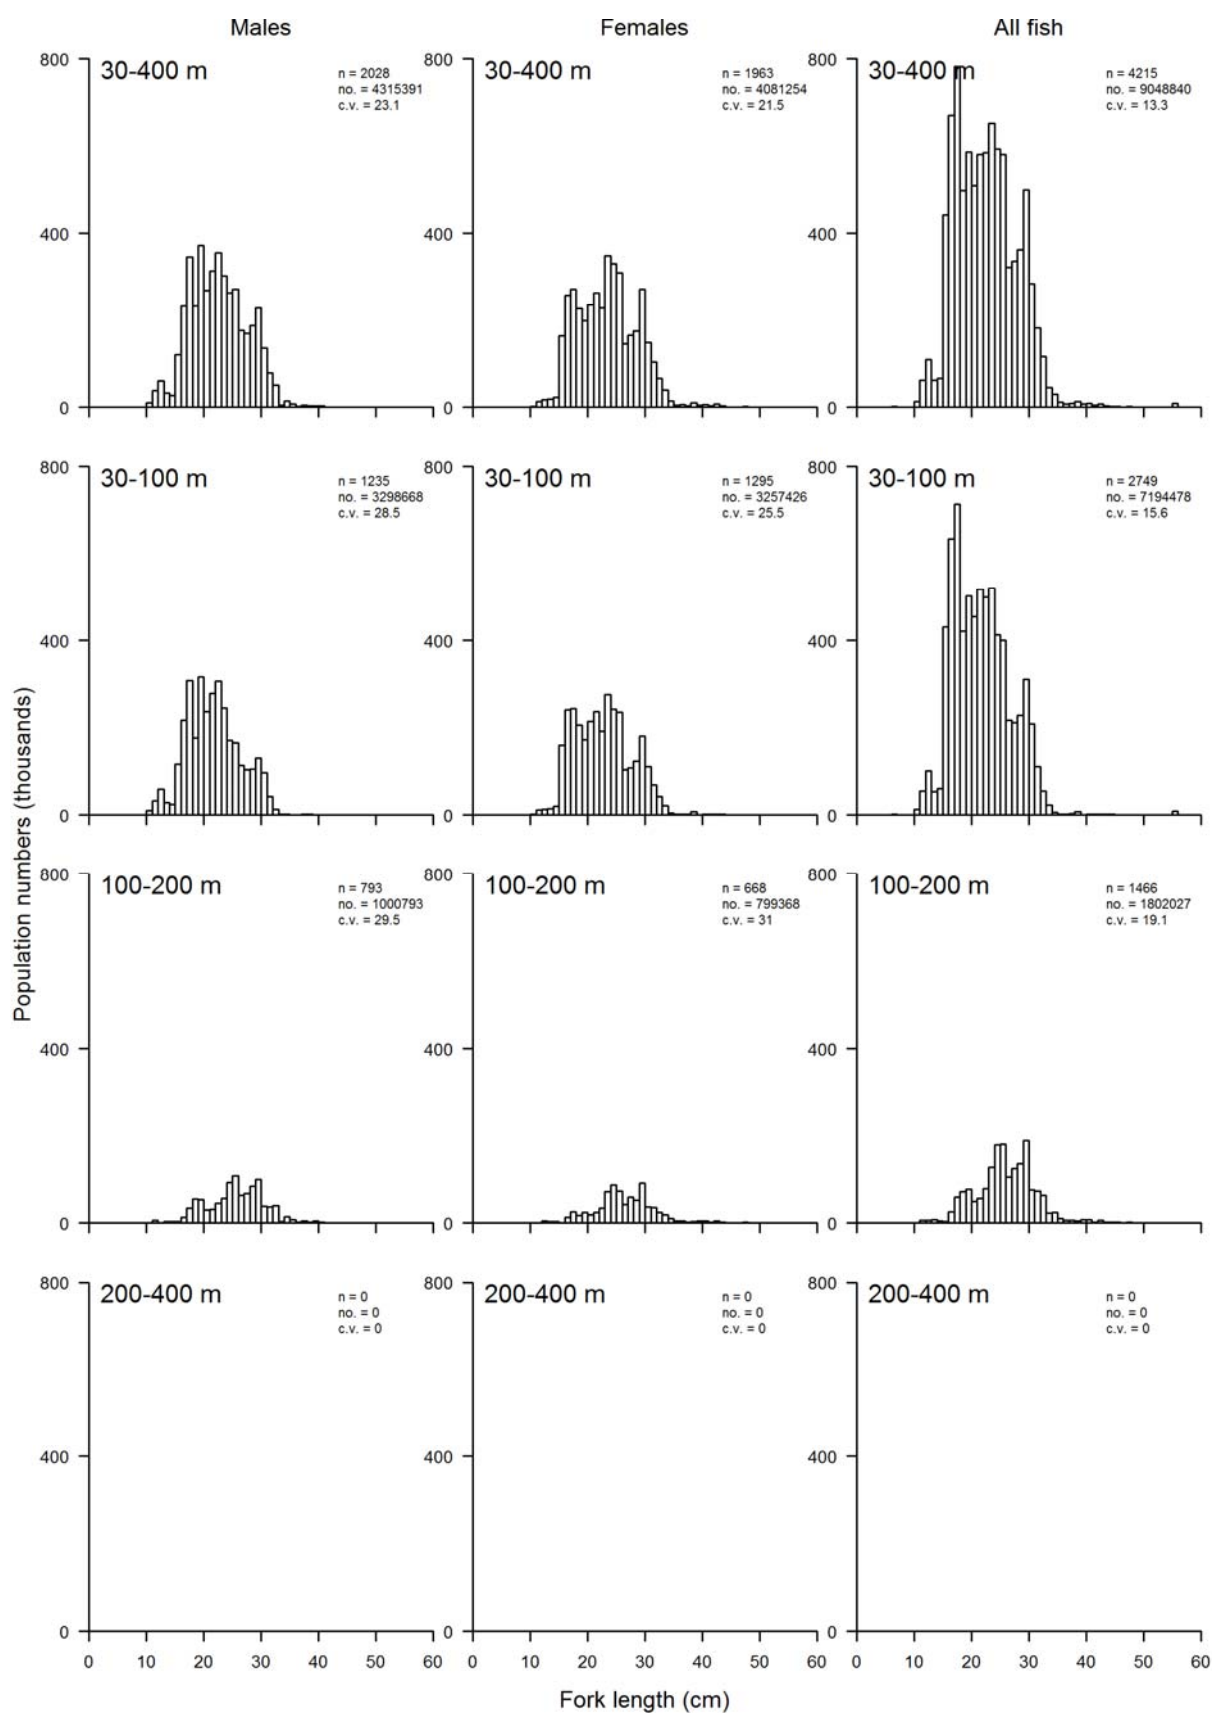 Males
Females
All fish
800
30-400 m
n = 2028
no. = 4315391
c.v. = 23.1
400
0
800
30-400 m
n = 1963
no. = 4081254
c.v. = 21.5
400
0
800
30-400 m
n = 4215
no. = 9048840
c.v. = 13.3
400
0
800
30-100 m
n = 1235
no. = 3298668
c.v. = 28.5
400
0
800
30-100 m
n = 1295
no. = 3257426
c.v. = 25.5
400
0
800
30-100 m
n = 2749
no. = 7194478
c.v. = 15.6
400
0
Population numbers (thousands)
800
100-200 m
n = 793
no. = 1000793
c.v. = 29.5
400
0
800
100-200 m
n = 668
no. = 799368
c.v. = 31
400
0
800
100-200 m
n = 1466
no. = 1802027
c.v. = 19.1
400
0
800
200-400 m
n = 0
no. = 0
c.v. = 0
400
0
800
200-400 m
n = 0
no. = 0
c.v. = 0
400
0
800
200-400 m
n = 0
no. = 0
c.v. = 0
400
0
0 10 20 30 40 50 60
0 10 20 30 40 50 60
0 10 20 30 40 50 60
Fork length (cm)